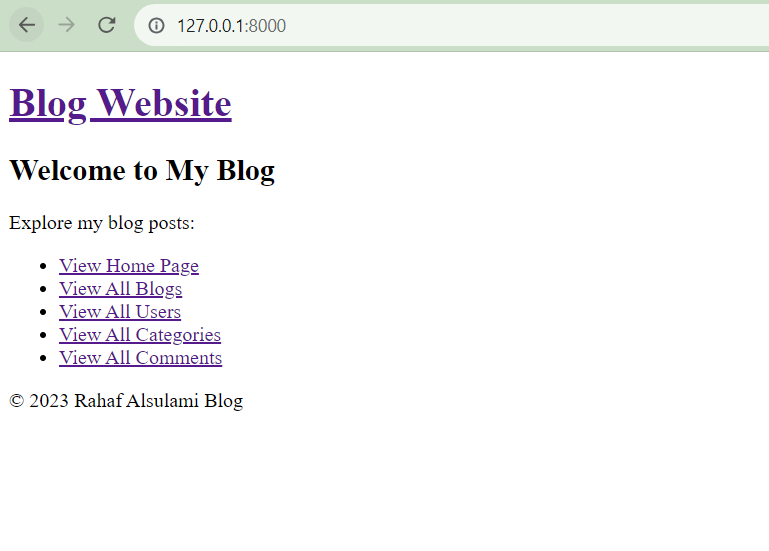 127.0.0.1:8000
Blog Website
Welcome to My Blog
Explore my blog posts:
View Home Page
View All Blogs
View All Users
View All Categories
View All Comments
© 2023 Rahaf Alsulami Blog